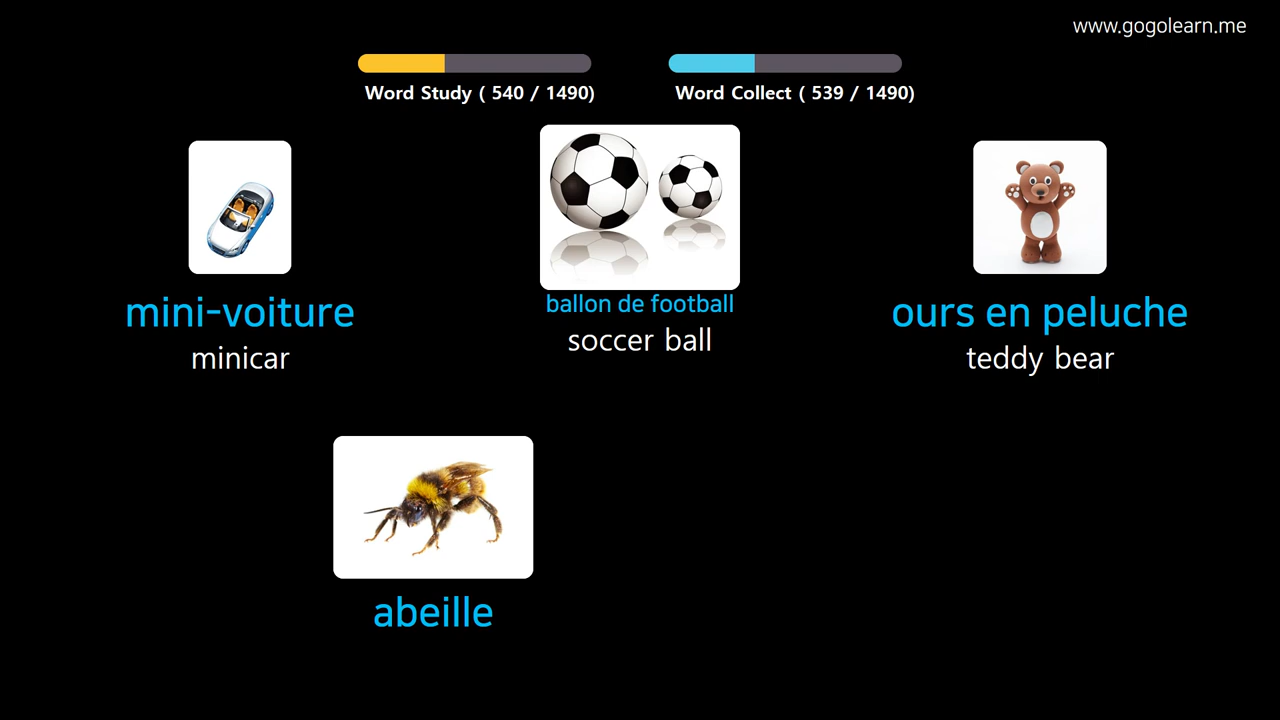 www.gogolearn.me
Word Study ( 540 / 1490)
Word Collect ( 539 / 1490)
mini-voiture
minicar
ballon de football
soccer ball
ours en peluche
teddy bear
abeille